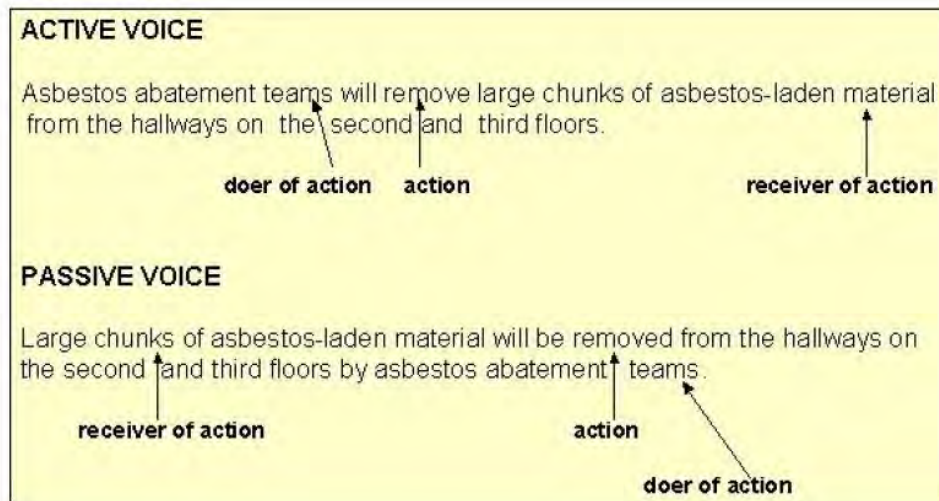 ACTIVE VOICE
Asbestos abatement teams will remove large chunks of asbestos-laden material
from the hallways on the second and third floors.
doer of action action receiver of action
PASSIVE VOICE
Large chunks of asbestos-laden material will be removed from the hallways on
the second and third floors by asbestos abatement teams.
receiver of action action
doer of action